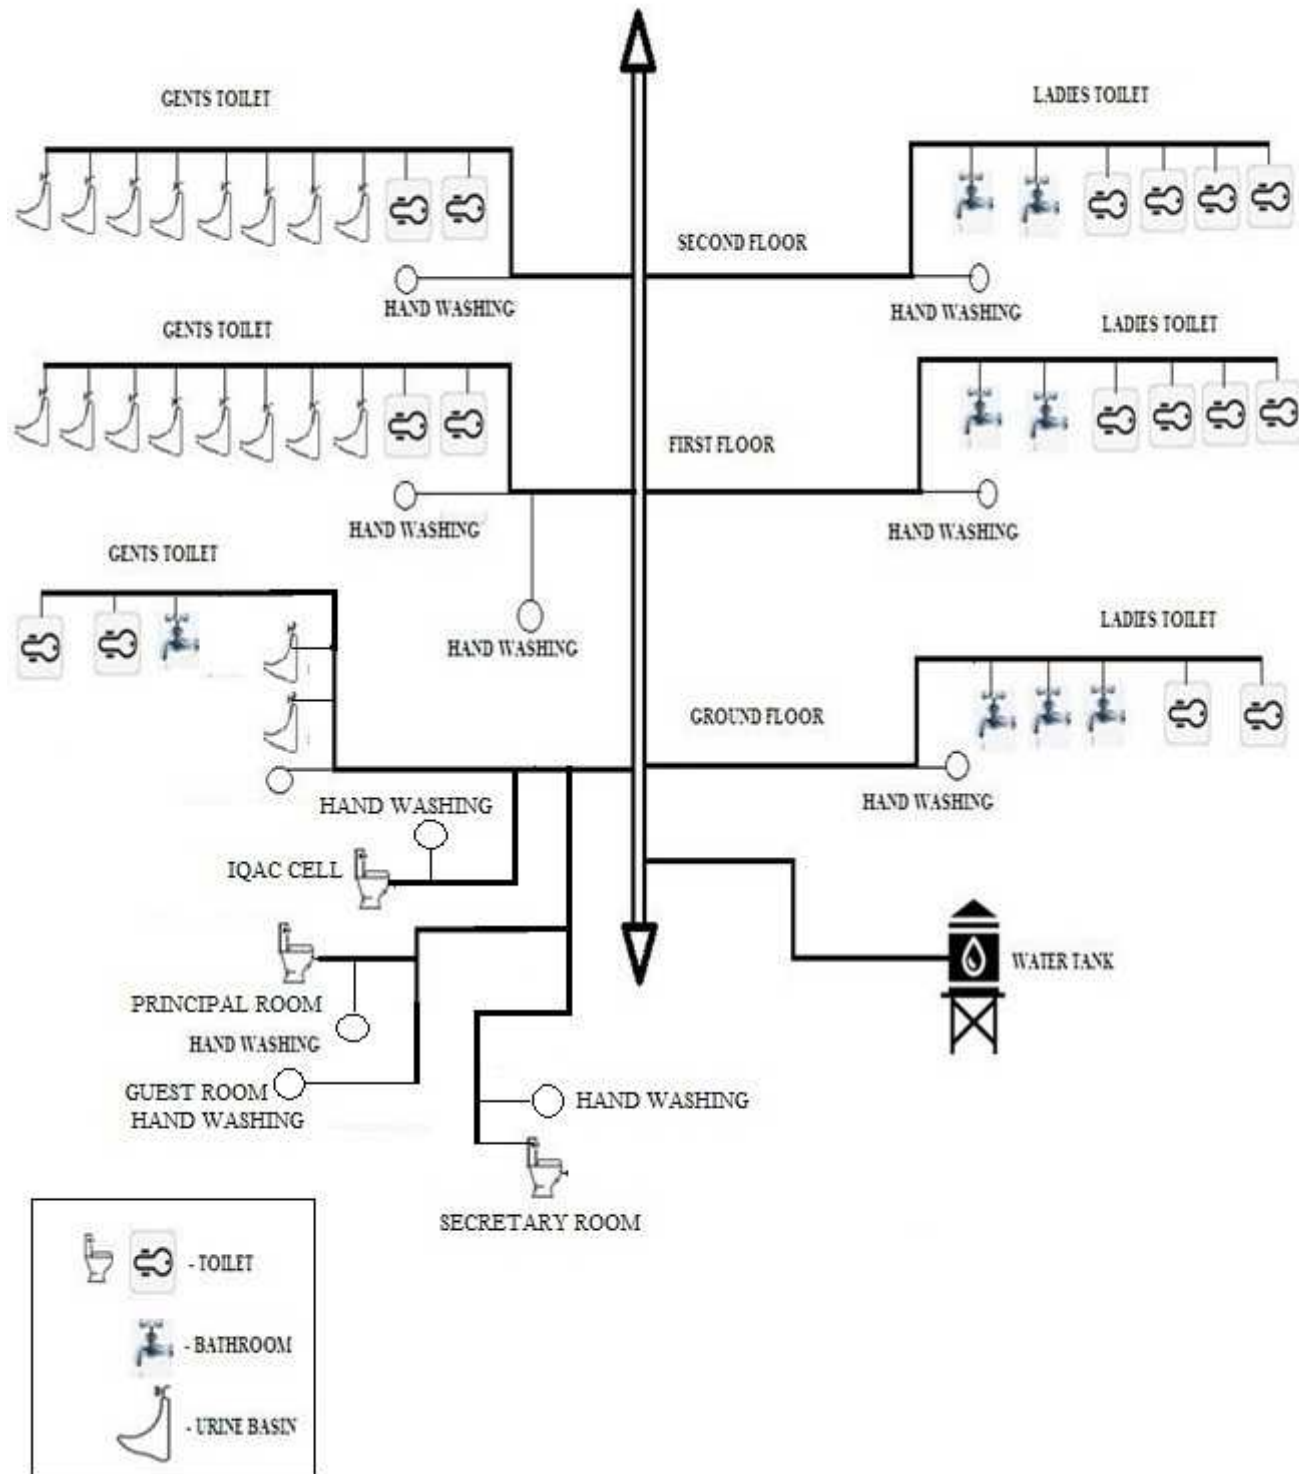 GENTS TOILET
LADIES TOILET
SECOND FLOOR
HAND WASHING
HAND WASHING
GENTS TOILET
LADIES TOILET
FIRST FLOOR
HAND WASHING
HAND WASHING
GENTS TOILET
HAND WASHING
LADIES TOILET
GROUND FLOOR
HAND WASHING
HAND WASHING
IQAC CELL
WATER TANK
PRINCIPAL ROOM
HAND WASHING
GUEST ROOM
HAND WASHING
HAND WASHING
SECRETARY ROOM
- TOILET
- BATHROOM
- URINE BASIN